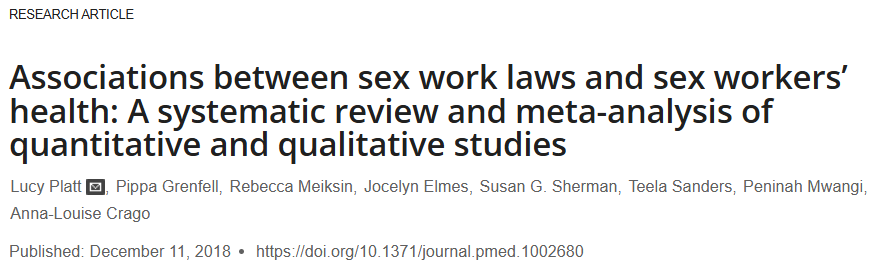 RESEARCH ARTICLE
Associations between sex work laws and sex workers’
health: A systematic review and meta-analysis of
quantitative and qualitative studies
Lucy Platt, Pippa Grenfell, Rebecca Meiksin, Jocelyn Elmes, Susan G. Sherman, Teela Sanders, Peninah Mwangi,
Anna-Louise Crago
Published: December 11, 2018 • https://doi.org/10.1371/journal.pmed.1002680